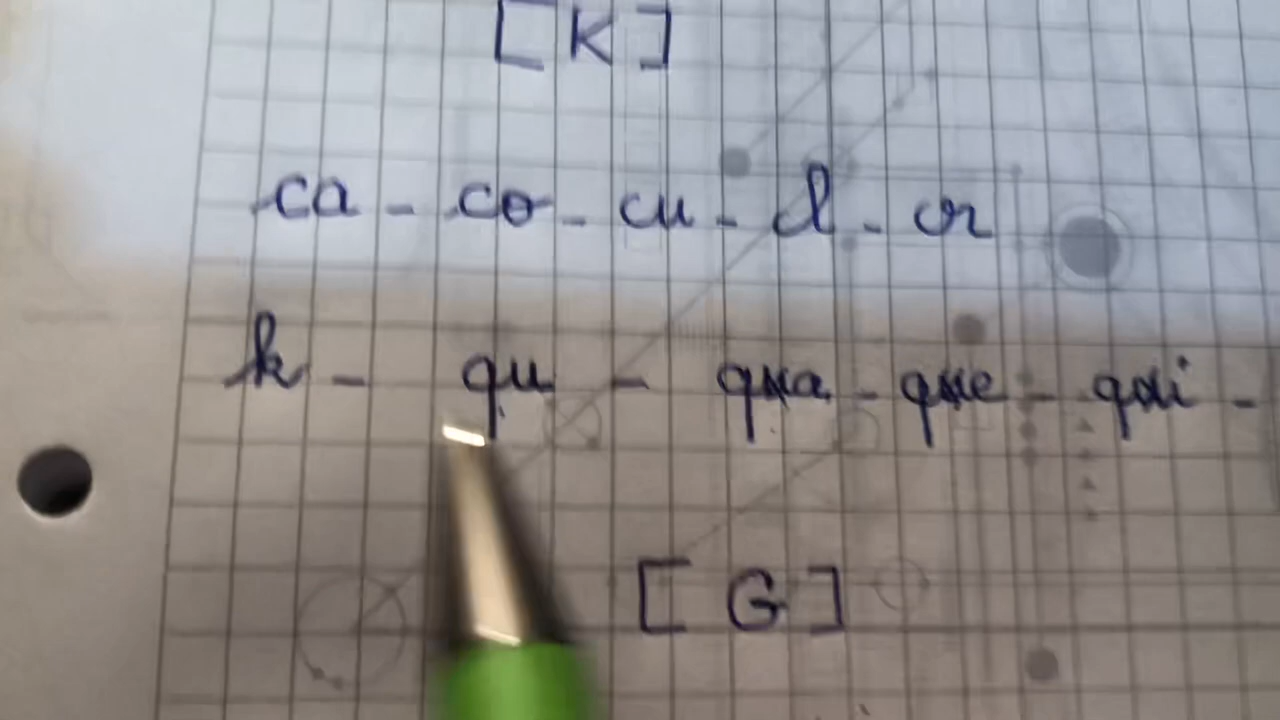 [K]
ca - co - cu - cl - cr
k - qu - qua - que - qui -
[G]